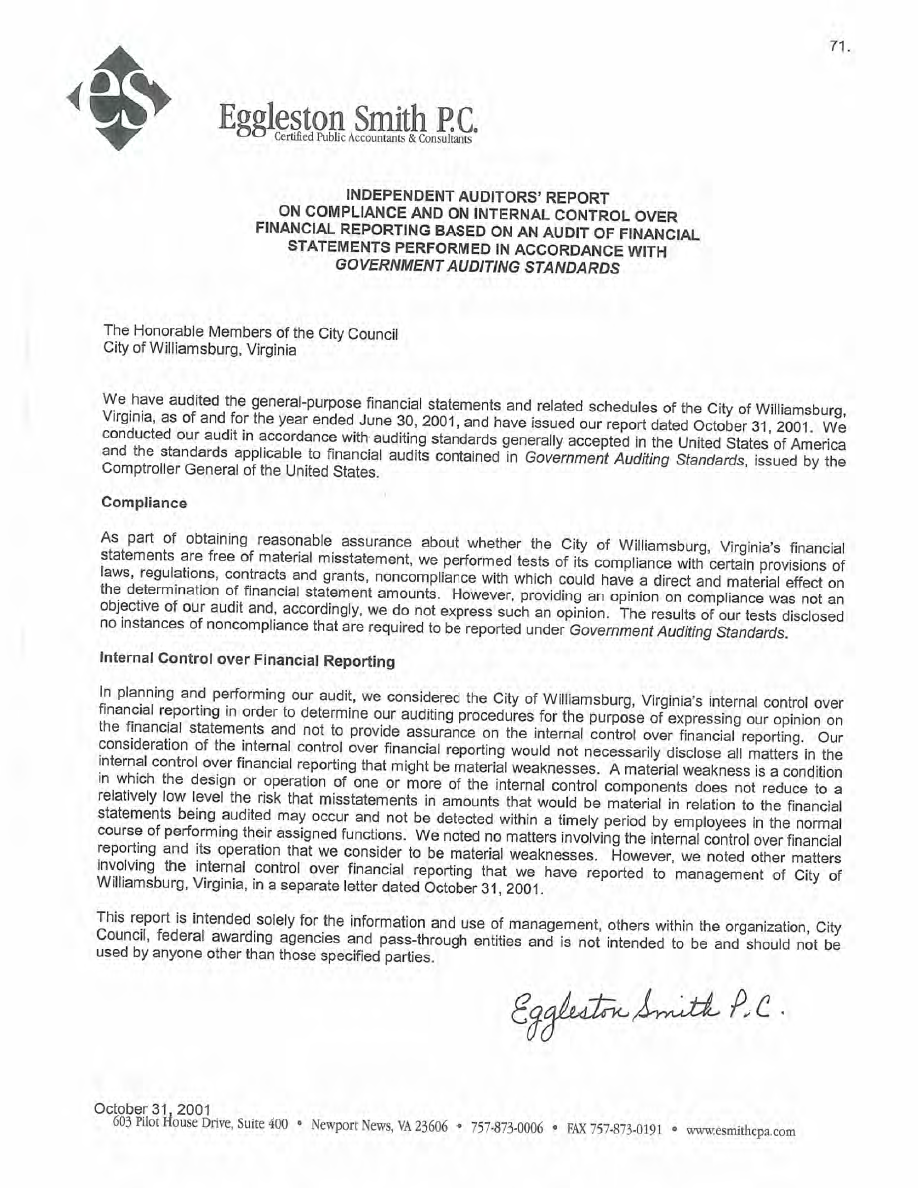 71.
es
Eggleston Smith P.C.
Certified Public Accountants & Consultants
INDEPENDENT AUDITORS' REPORT
ON COMPLIANCE AND ON INTERNAL CONTROL OVER
FINANCIAL REPORTING BASED ON AN AUDIT OF FINANCIAL
STATEMENTS PERFORMED IN ACCORDANCE WITH
GOVERNMENT AUDITING STANDARDS
The Honorable Members of the City Council
City of Williamsburg, Virginia
We have audited the general-purpose financial statements and related schedules of the City of Williamsburg,
Virginia, as of and for the year ended June 30, 2001, and have issued our report dated October 31, 2001. We
conducted our audit in accordance with auditing standards generally accepted in the United States of America
and the standards applicable to financial audits contained in Government Auditing Standards, issued by the
Comptroller General of the United States.
Compliance
As part of obtaining reasonable assurance about whether the City of Williamsburg, Virginia's financial
statements are free of material misstatement, we performed tests of its compliance with certain provisions of
laws, regulations, contracts and grants, noncompliance with which could have a direct and material effect on
the determination of financial statement amounts. However, providing an opinion on compliance was not an
objective of our audit and, accordingly, we do not express such an opinion. The results of our tests disclosed
no instances of noncompliance that are required to be reported under Government Auditing Standards.
Internal Control over Financial Reporting
In planning and performing our audit, we considered the City of Williamsburg, Virginia's internal control over
financial reporting in order to determine our auditing procedures for the purpose of expressing our opinion on
the financial statements and not to provide assurance on the internal control over financial reporting. Our
consideration of the internal control over financial reporting would not necessarily disclose all matters in the
internal control over financial reporting that might be material weaknesses. A material weakness is a condition
in which the design or operation of one or more of the internal control components does not reduce to a
relatively low level the risk that misstatements in amounts that would be material in relation to the financial
statements being audited may occur and not be detected within a timely period by employees in the normal
course of performing their assigned functions. We noted no matters involving the internal control over financial
reporting and its operation that we consider to be material weaknesses. However, we noted other matters
involving the internal control over financial reporting that we have reported to management of City of
Williamsburg, Virginia, in a separate letter dated October 31, 2001.
This report is intended solely for the information and use of management, others within the organization, City
Council, federal awarding agencies and pass-through entities and is not intended to be and should not be
used by anyone other than those specified parties.
Eggleston Smith P.C.
October 31, 2001
603 Pilot House Drive, Suite 400 • Newport News, VA 23606 • 757-873-0006 • FAX 757-873-0191 • www.esmithcpa.com